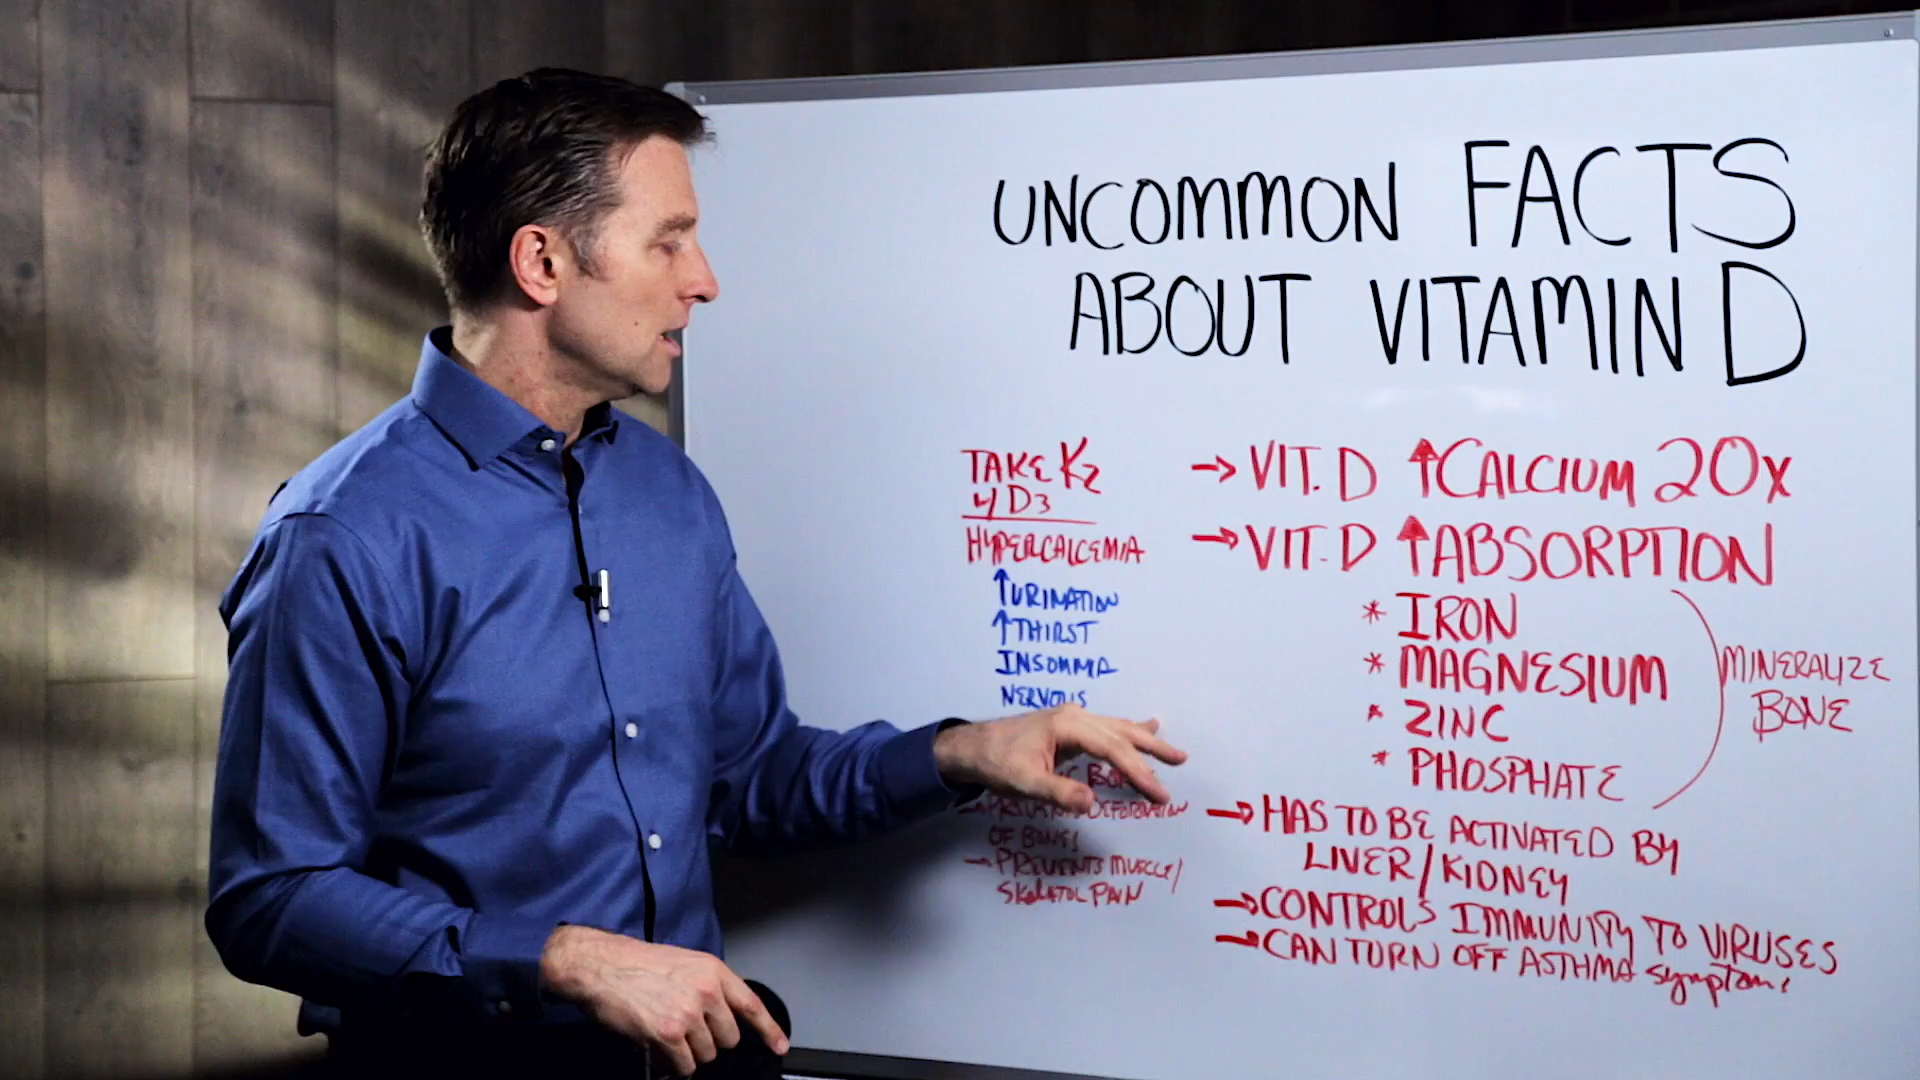 UNCOMMON FACTS
ABOUT VITAMIN D
TAKE K2
w/ D3
HYPERCALCEMIA
↑URINATION
↑THIRST
INSOMMA
NERVOUS
→ VIT. D ↑CALCIUM 20x
→ VIT. D ↑ABSORPTION
* IRON
* MAGNESIUM
* ZINC
* PHOSPHATE
MINERALIZE
BONE
→ HAS TO BE ACTIVATED BY
LIVER/KIDNEY
→ CONTROLS IMMUNITY TO VIRUSES
→ CAN TURN OFF ASTHMA symptoms
OF BONES
→ PREVENTS MUSCLE/
SKELATOL PAIN